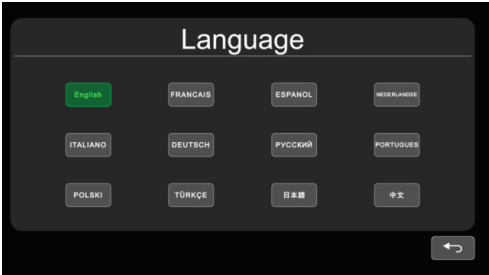 Language
English FRANCAIS ESPANOL NEDERLANDSE
ITALIANO DEUTSCH РУССКИЙ PORTUGUES
POLSKI TÜRKÇE 日本語 中文